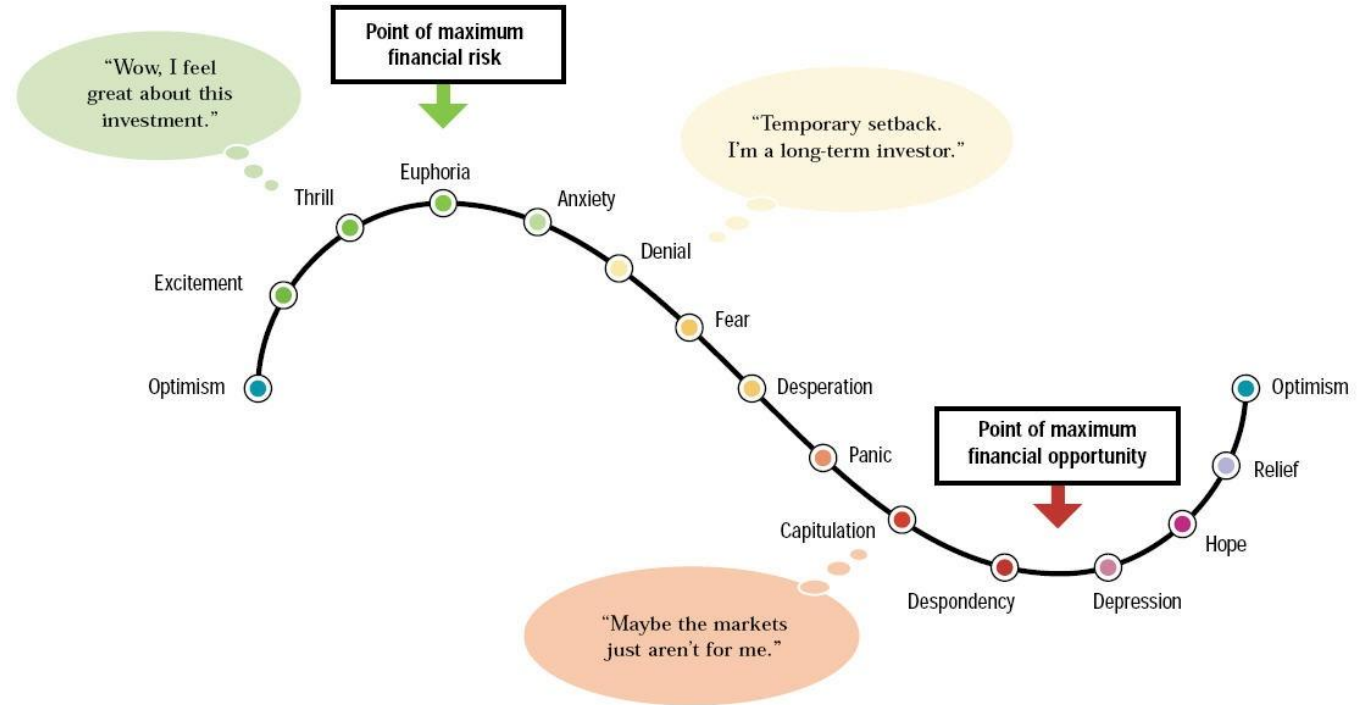 Point of maximum
financial risk
“Wow, I feel
great about this
investment.”
“Temporary setback.
I’m a long-term investor.”
Euphoria
Thrill
Anxiety
Denial
Excitement
Fear
Optimism
Desperation
Optimism
Point of maximum
financial opportunity
Panic
Relief
Capitulation
Hope
Despondency
Depression
“Maybe the markets
just aren’t for me.”